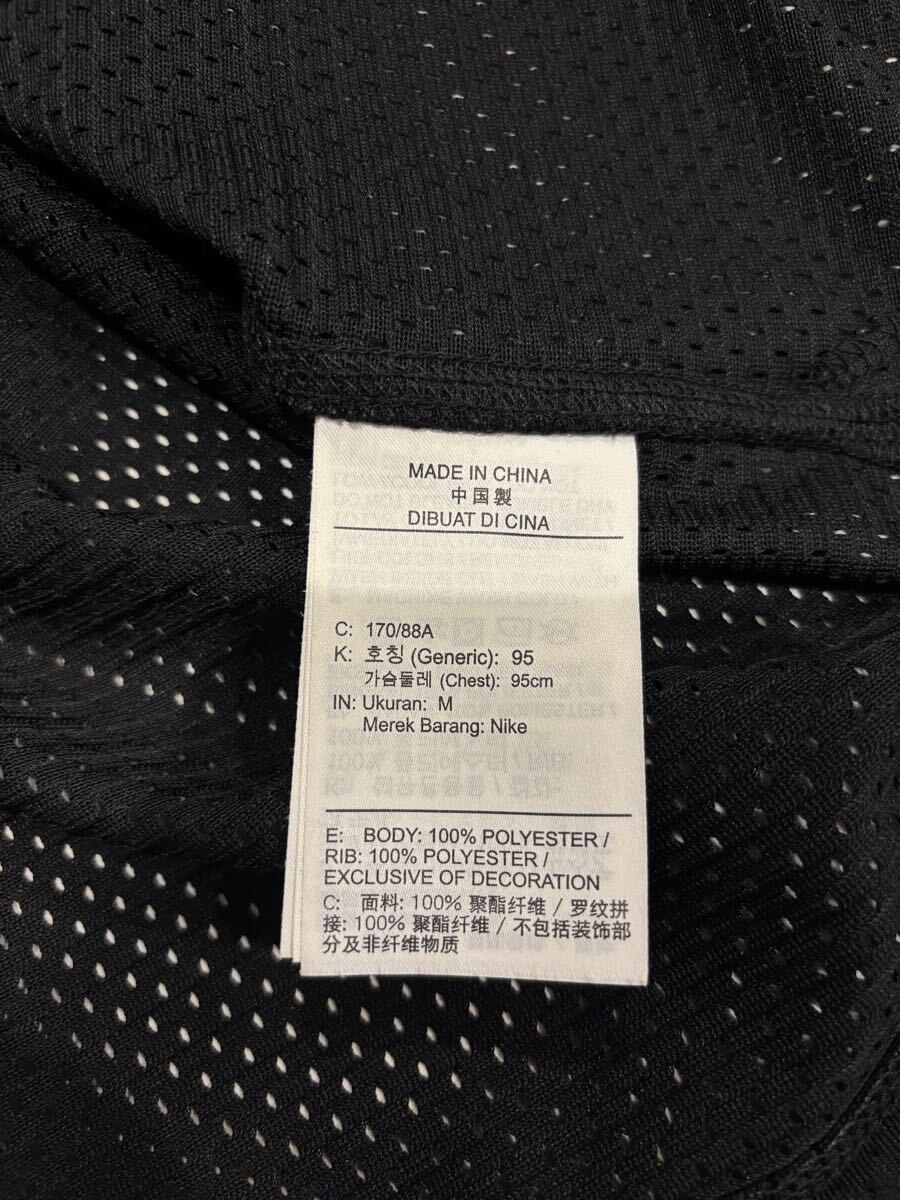 MADE IN CHINA
中国製
DIBUAT DI CINA
C: 170/88A
K: 호칭 (Generic): 95
가슴둘레 (Chest): 95cm
IN: Ukuran: M
Merek Barang: Nike
E: BODY: 100% POLYESTER /
RIB: 100% POLYESTER /
EXCLUSIVE OF DECORATION
C: 面料: 100% 聚酯纤维 / 罗纹拼
接: 100% 聚酯纤维 / 不包括装饰部
分及非纤维物质